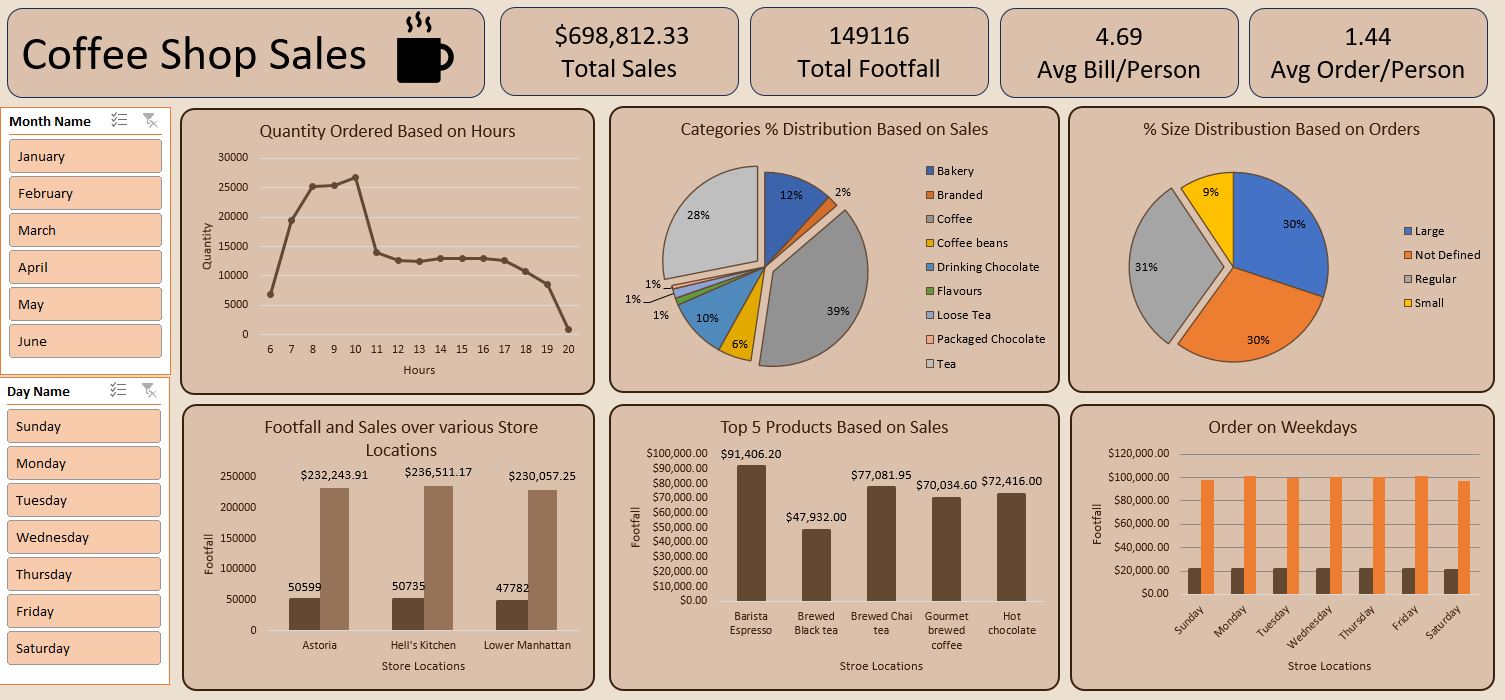 Coffee Shop Sales
$698,812.33
Total Sales
149116
Total Footfall
4.69
Avg Bill/Person
1.44
Avg Order/Person
Month Name
January
February
March
April
May
June
Day Name
Sunday
Monday
Tuesday
Wednesday
Thursday
Friday
Saturday
Quantity Ordered Based on Hours
30000
25000
20000
15000
10000
5000
0
Quantity
6 7 8 9 10 11 12 13 14 15 16 17 18 19 20
Hours
Categories % Distribution Based on Sales
12%
2%
39%
6%
10%
1%
1%
1%
28%
Bakery
Branded
Coffee
Coffee beans
Drinking Chocolate
Flavours
Loose Tea
Packaged Chocolate
Tea
% Size Distribustion Based on Orders
30%
30%
31%
9%
Large
Not Defined
Regular
Small
Footfall and Sales over various Store
Locations
250000
200000
150000
100000
50000
0
Footfall
$232,243.91
$236,511.17
$230,057.25
50599
50735
47782
Astoria
Hell's Kitchen
Lower Manhattan
Store Locations
Top 5 Products Based on Sales
$100,000.00
$90,000.00
$80,000.00
$70,000.00
$60,000.00
$50,000.00
$40,000.00
$30,000.00
$20,000.00
$10,000.00
$0.00
Footfall
$91,406.20
$47,932.00
$77,081.95
$70,034.60
$72,416.00
Barista
Espresso
Brewed
Black tea
Brewed Chai
tea
Gourmet
brewed
coffee
Hot
chocolate
Stroe Locations
Order on Weekdays
$120,000.00
$100,000.00
$80,000.00
$60,000.00
$40,000.00
$20,000.00
$0.00
Footfall
Sunday
Monday
Tuesday
Wednesday
Thursday
Friday
Saturday
Stroe Locations